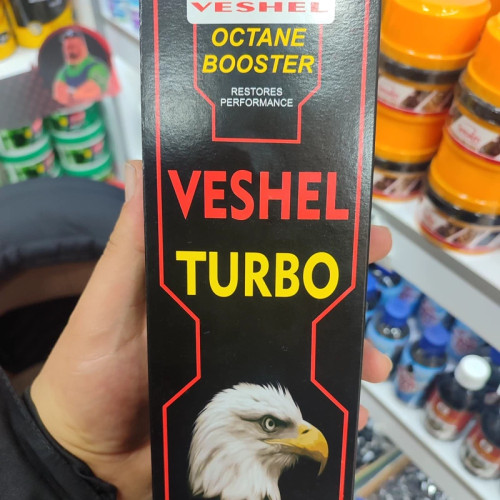 VESHEL
OCTANE
BOOSTER
RESTORES
PERFORMANCE
VESHEL
TURBO